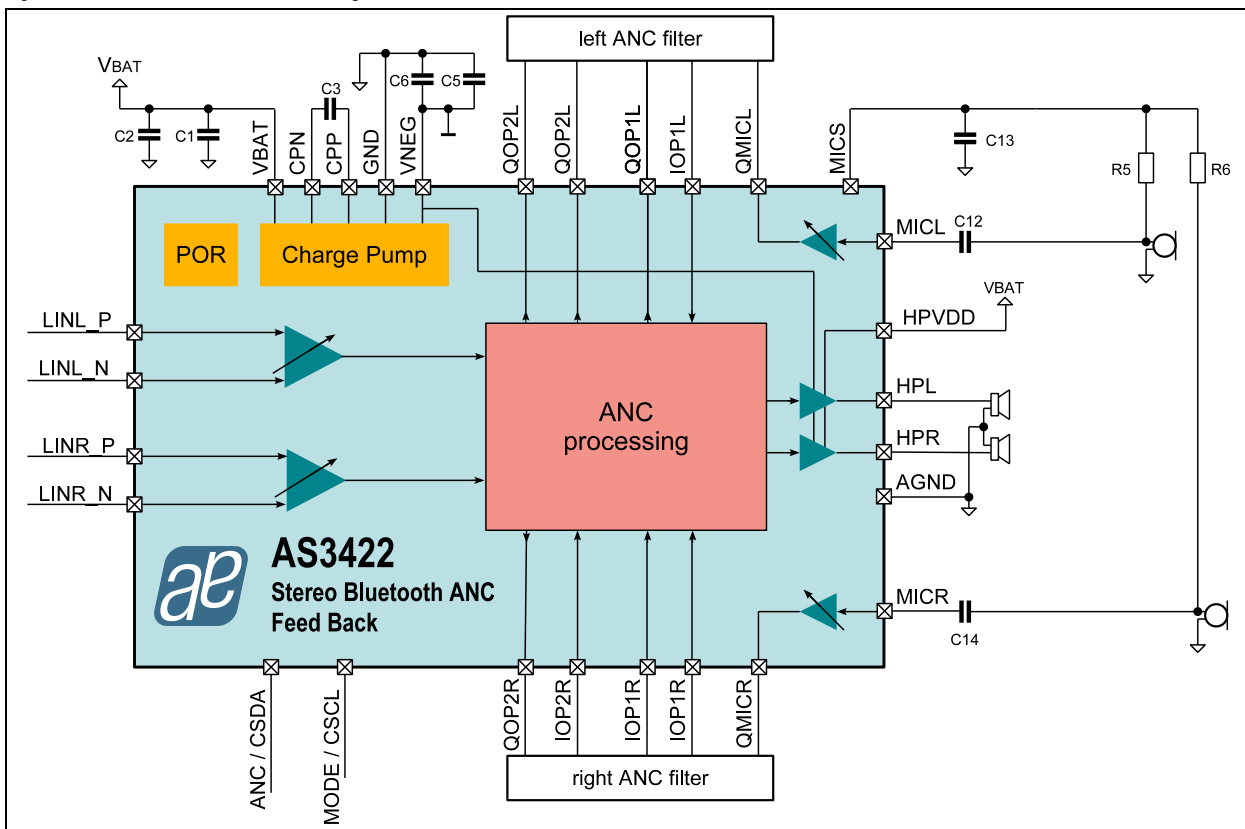 left ANC filter
VBAT
C2
C1
C3
C6
C5
VBAT
CPN
CPP
GND
VNEG
QOP2L
QOP2L
QOP1L
IOP1L
QMICL
MICS
C13
R5
R6
POR
Charge Pump
MICL
C12
VBAT
HPVDD
LINL_P
LINL_N
LINR_P
LINR_N
ANC
processing
HPL
HPR
AGND
ae
AS3422
Stereo Bluetooth ANC
Feed Back
MICR
C14
ANC / CSDA
MODE / CSCL
QOP2R
IOP2R
IOP1R
IOP1R
QMICR
right ANC filter